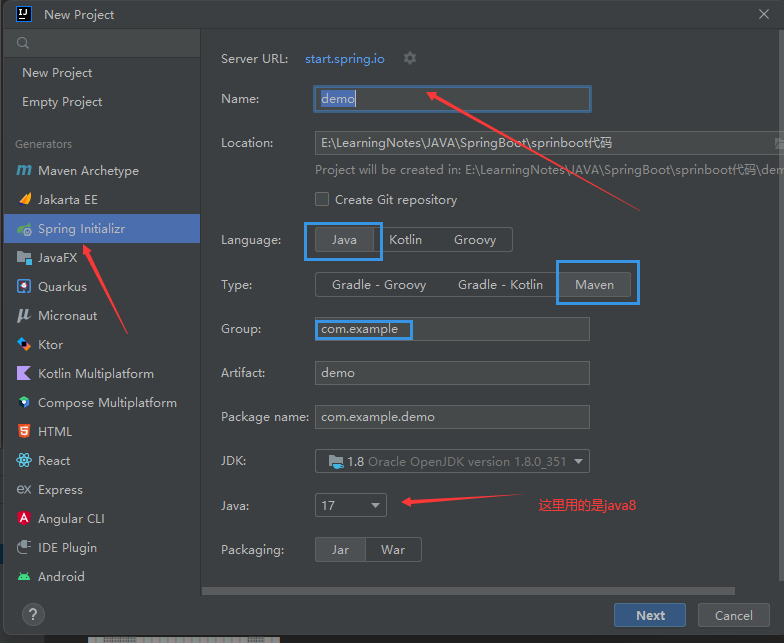 New Project
New Project
Empty Project
Generators
Maven Archetype
Jakarta EE
Spring Initializr
JavaFX
Quarkus
Micronaut
Ktor
Kotlin Multiplatform
Compose Multiplatform
HTML
React
Express
Angular CLI
IDE Plugin
Android
Server URL: start.spring.io
Name: demo
Location: E:\LearningNotes\JAVA\SpringBoot\sprinboot代码
Project will be created in: E:\LearningNotes\JAVA\SpringBoot\sprinboot代码\dem
Create Git repository
Language: Java Kotlin Groovy
Type: Gradle - Groovy Gradle - Kotlin Maven
Group: com.example
Artifact: demo
Package name: com.example.demo
JDK: 1.8 Oracle OpenJDK version 1.8.0_351
Java: 17 这里用的是java8
Packaging: Jar War
? Next Cancel